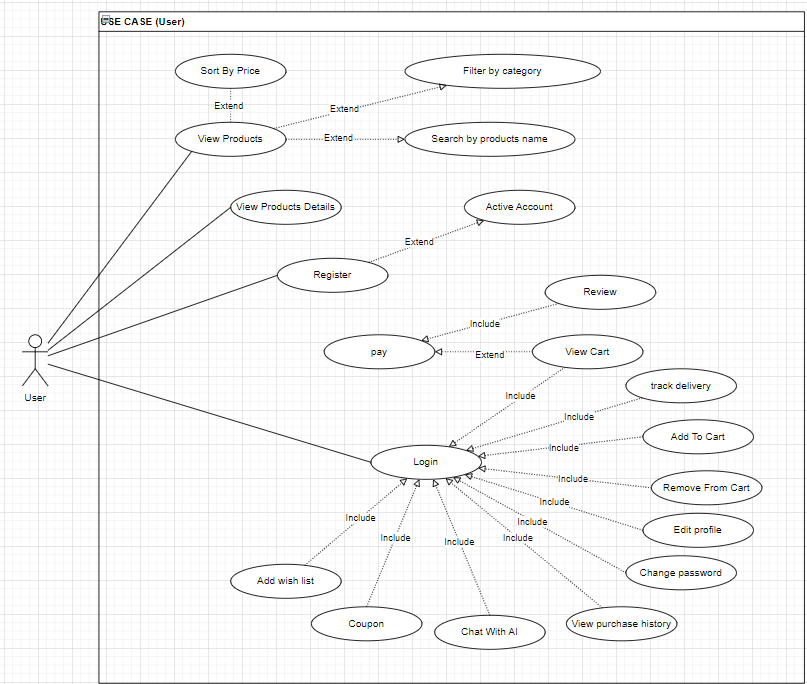 USE CASE (User)
Sort By Price
Filter by category
Extend
Extend
View Products
Extend
Search by products name
View Products Details
Active Account
Extend
Register
Review
Include
pay
Extend
View Cart
track delivery
Include
Include
User
Add To Cart
Include
Login
Include
Remove From Cart
Include
Include
Edit profile
Include
Include
Include
Include
Change password
Add wish list
Coupon
Chat With AI
View purchase history